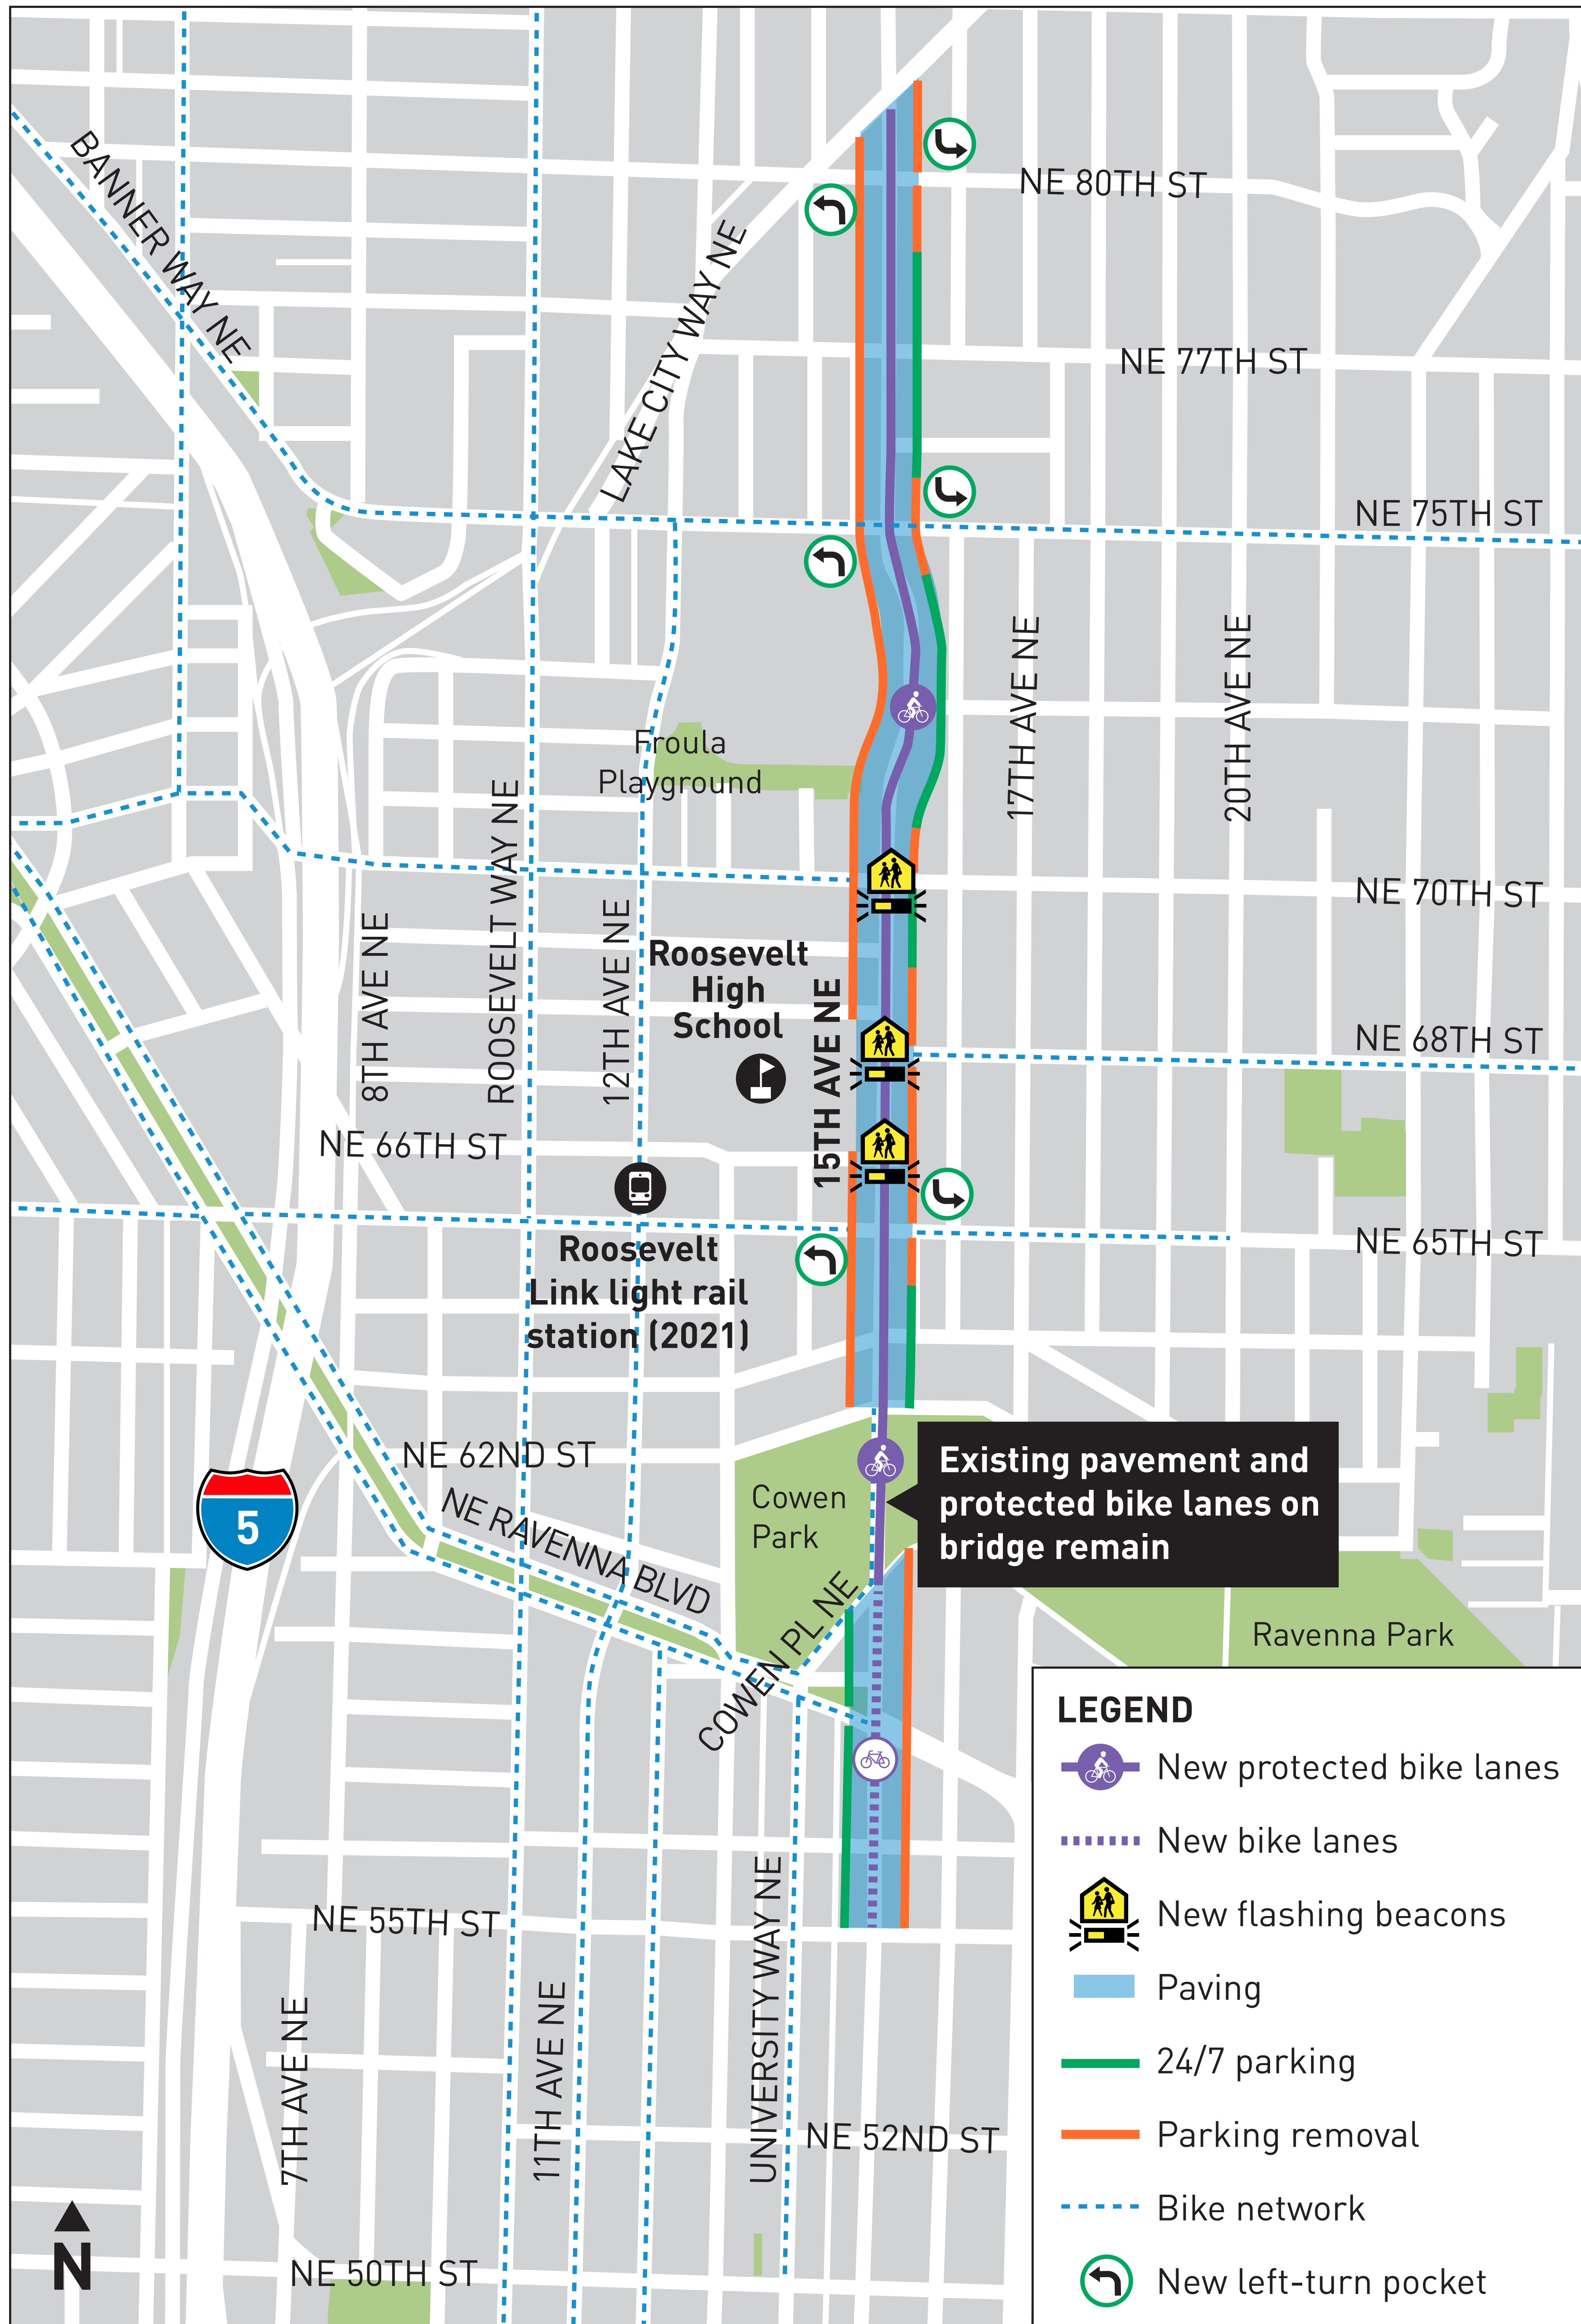 NE 80TH ST
BANNER WAY NE
LAKE CITY WAY NE
NE 77TH ST
NE 75TH ST
17TH AVE NE
20TH AVE NE
Froula
Playground
ROOSEVELT WAY NE
NE 70TH ST
8TH AVE NE
12TH AVE NE
Roosevelt
High
School
15TH AVE NE
NE 68TH ST
NE 66TH ST
NE 65TH ST
Roosevelt
Link light rail
station (2021)
NE 62ND ST
5
NE RAVENNA BLVD
Cowen
Park
Existing pavement and
protected bike lanes on
bridge remain
COWEN PL NE
Ravenna Park
NE 55TH ST
7TH AVE NE
11TH AVE NE
UNIVERSITY WAY NE
NE 52ND ST
NE 50TH ST
N
LEGEND
New protected bike lanes
New bike lanes
New flashing beacons
Paving
24/7 parking
Parking removal
Bike network
New left-turn pocket